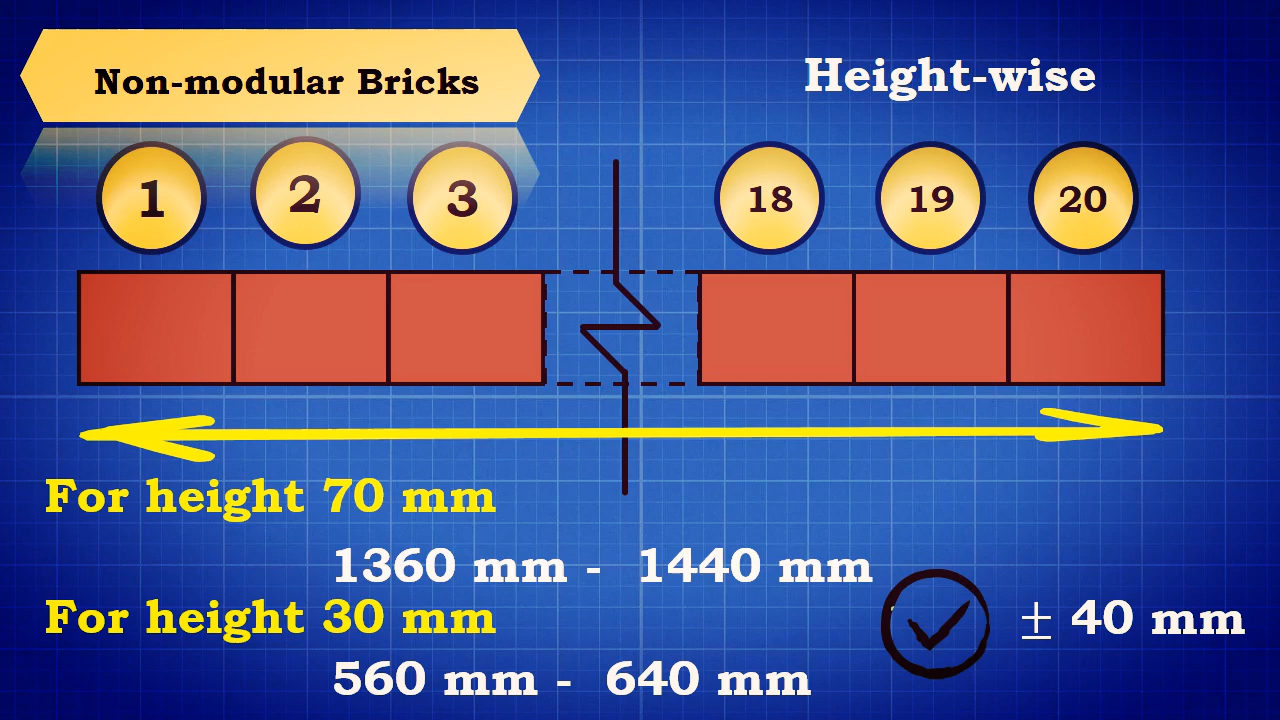 Non-modular Bricks
Height-wise
1 2 3 18 19 20
For height 70 mm
1360 mm - 1440 mm
For height 30 mm
± 40 mm
560 mm - 640 mm